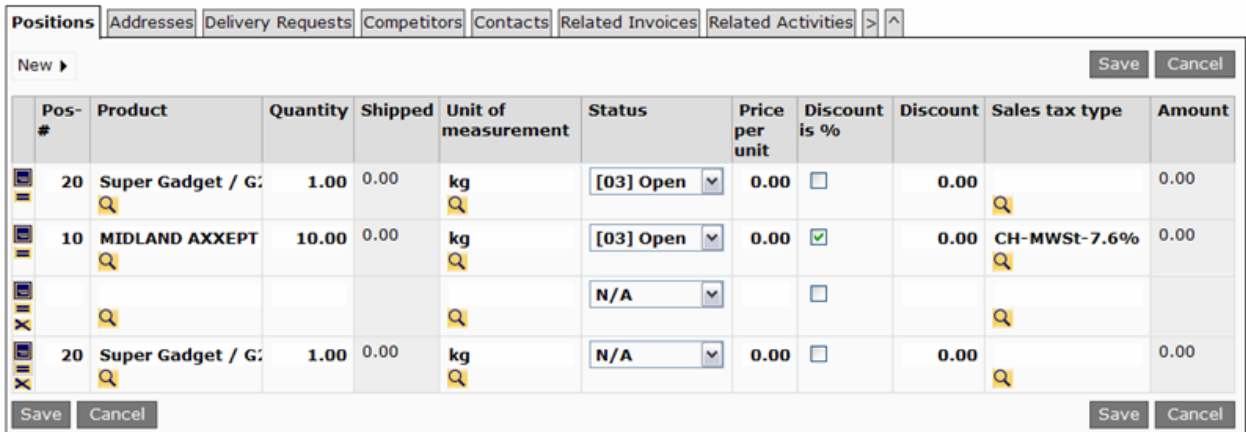 Positions Addresses Delivery Requests Competitors Contacts Related Invoices Related Activities > ^
New Save Cancel
Pos-# Product Quantity Shipped Unit of measurement Status Price per unit Discount is % Discount Sales tax type Amount
20 Super Gadget / G 1.00 0.00 kg [03] Open 0.00 0.00 0.00
10 MIDLAND AXXEPT 10.00 0.00 kg [03] Open 0.00 0.00 CH-MWSt-7.6% 0.00
N/A
20 Super Gadget / G 1.00 0.00 kg N/A 0.00 0.00 0.00
Save Cancel Save Cancel